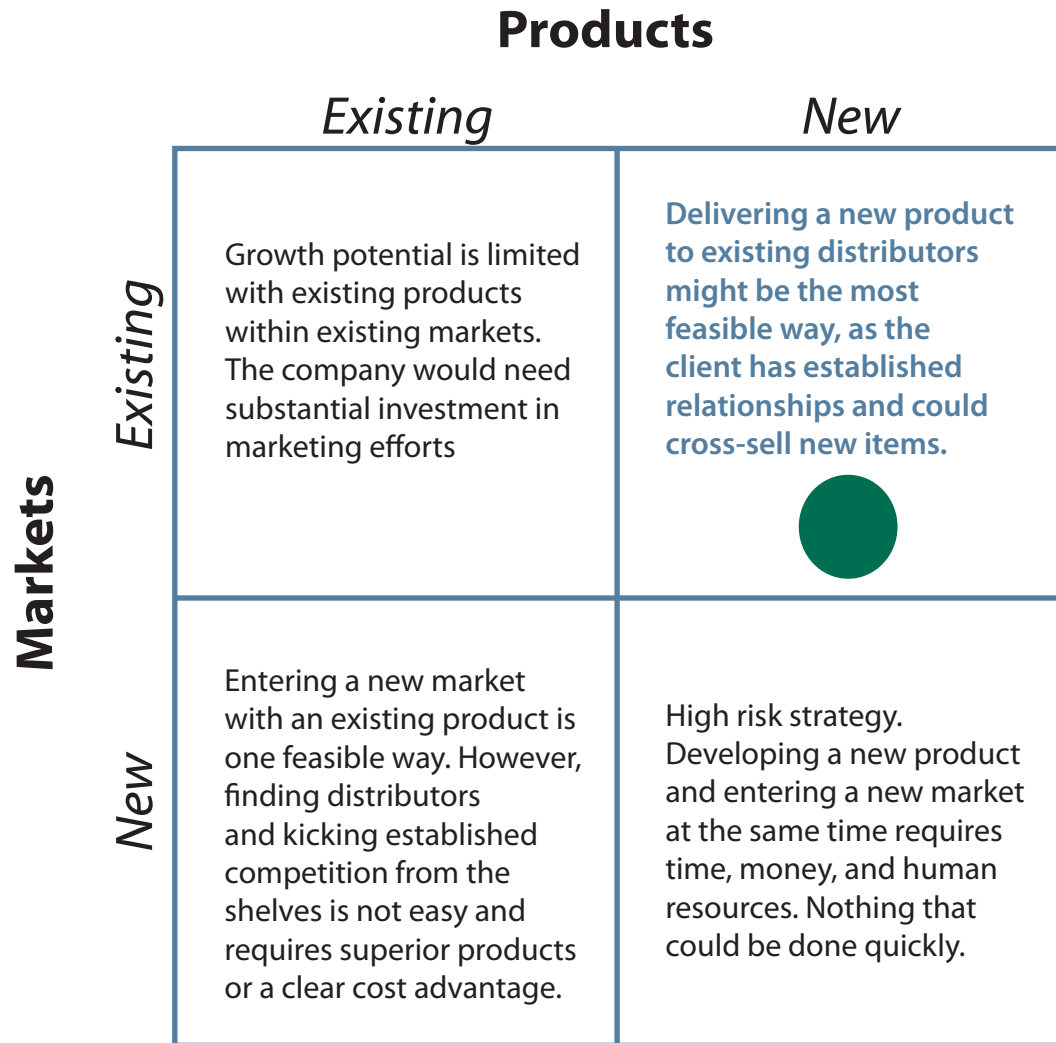 Products
Existing
New
Markets
Existing
Growth potential is limited
with existing products
within existing markets.
The company would need
substantial investment in
marketing efforts
Delivering a new product
to existing distributors
might be the most
feasible way, as the
client has established
relationships and could
cross-sell new items.
New
Entering a new market
with an existing product is
one feasible way. However,
finding distributors
and kicking established
competition from the
shelves is not easy and
requires superior products
or a clear cost advantage.
High risk strategy.
Developing a new product
and entering a new market
at the same time requires
time, money, and human
resources. Nothing that
could be done quickly.